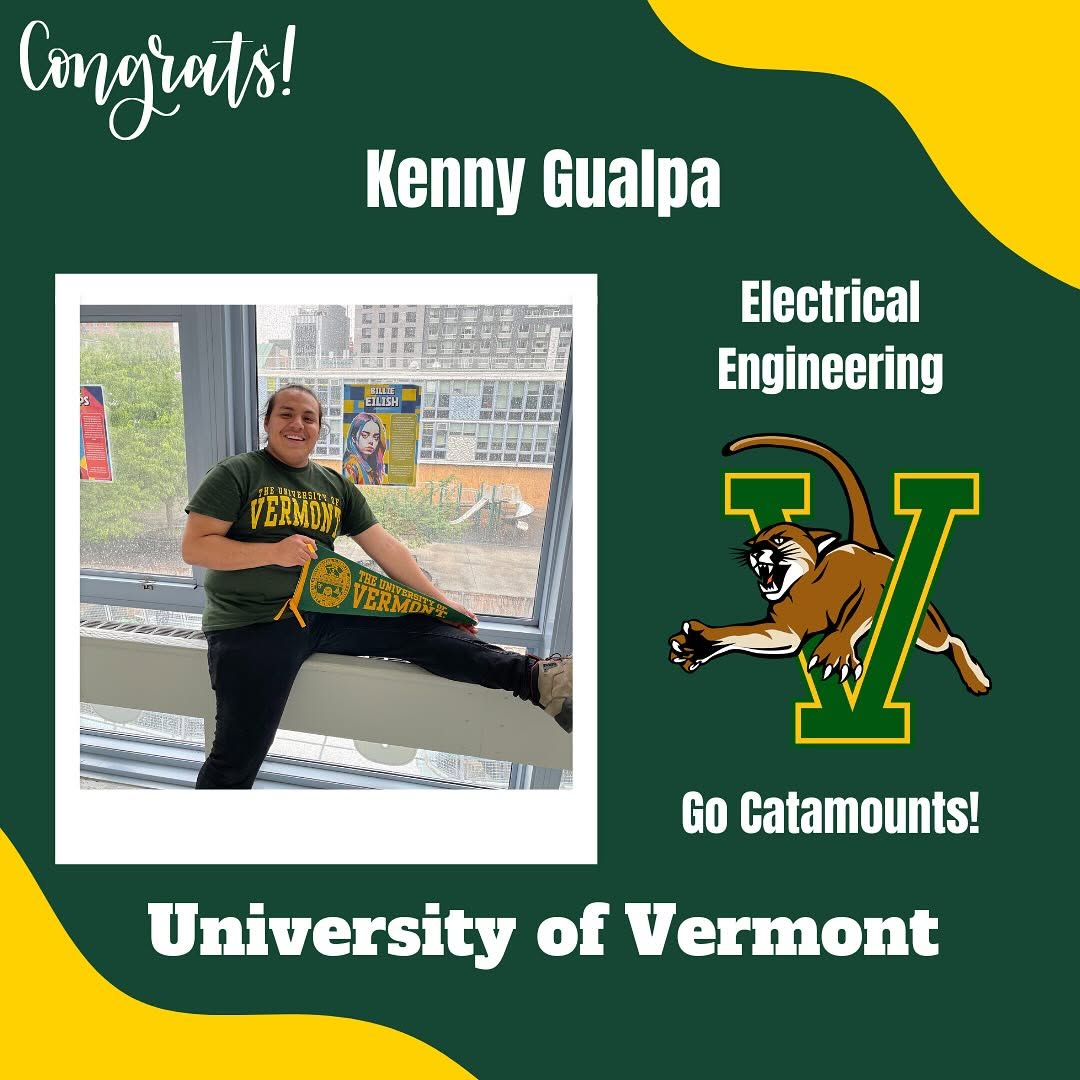 Congrats!
Kenny Gualpa
Electrical
Engineering
PS
BILLIE
EILISH
THE UNIVERSITY OF
VERMONT
THE UNIVERSITY OF
VERMONT
V
Go Catamounts!
University of Vermont